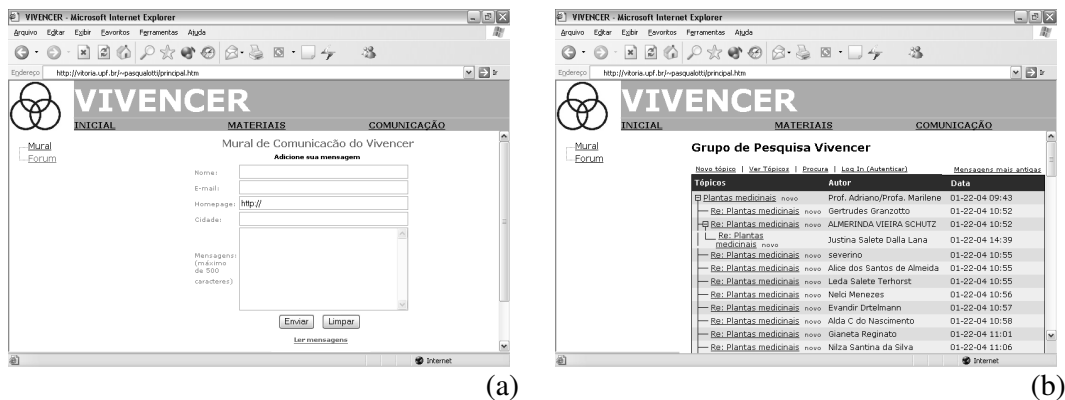 VIVENCER - Microsoft Internet Explorer
Arquivo Editar Exibir Favoritos Ferramentas Ajuda
Endereço http://vitoria.upf.br/~pasqualotti/principal.htm Ir
VIVENCER
INICIAL MATERIAIS COMUNICAÇÃO
Mural
Forum
Mural de Comunicacão do Vivencer
Adicione sua mensagem
Nome:
E-mail:
Homepage: http://
Cidade:
Mensagens:
(máximo
de 500
caracteres)
Enviar Limpar
Ler mensagens
Internet
(a)
VIVENCER - Microsoft Internet Explorer
Arquivo Editar Exibir Favoritos Ferramentas Ajuda
Endereço http://vitoria.upf.br/~pasqualotti/principal.htm Ir
VIVENCER
INICIAL MATERIAIS COMUNICAÇÃO
Mural
Forum
Grupo de Pesquisa Vivencer
Novo tópico | Ver Tópicos | Procura | Log In (Autenticar) Mensagens mais antigas
Tópicos Autor Data
Plantas medicinais novo Prof. Adriano/Profa. Marilene 01-22-04 09:43
Re: Plantas medicinais novo Gertrudes Granzotto 01-22-04 10:52
Re: Plantas medicinais novo ALMERINDA VIEIRA SCHUTZ 01-22-04 10:52
Re: Plantas
medicinais novo Justina Salete Dalla Lana 01-22-04 14:39
Re: Plantas medicinais novo severino 01-22-04 10:55
Re: Plantas medicinais novo Alice dos Santos de Almeida 01-22-04 10:55
Re: Plantas medicinais novo Leda Salete Terhorst 01-22-04 10:55
Re: Plantas medicinais novo Nelci Menezes 01-22-04 10:56
Re: Plantas medicinais novo Evandir Drtelmann 01-22-04 10:57
Re: Plantas medicinais novo Alda C do Nascimento 01-22-04 10:58
Re: Plantas medicinais novo Gianeta Reginato 01-22-04 11:01
Re: Plantas medicinais novo Nilza Santina da Silva 01-22-04 11:06
Internet
(b)